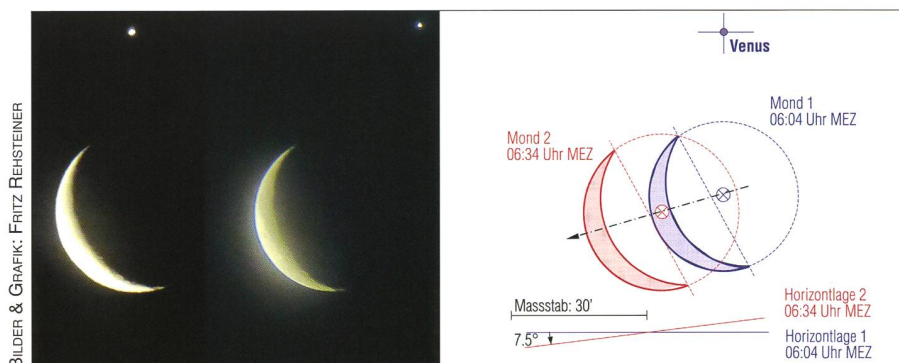 BILDER & GRAFIK: FRITZ REHSTEINER
Venus
Mond 1
06:04 Uhr MEZ
Mond 2
06:34 Uhr MEZ
Massstab: 30'
7.5°
Horizontlage 2
06:34 Uhr MEZ
Horizontlage 1
06:04 Uhr MEZ